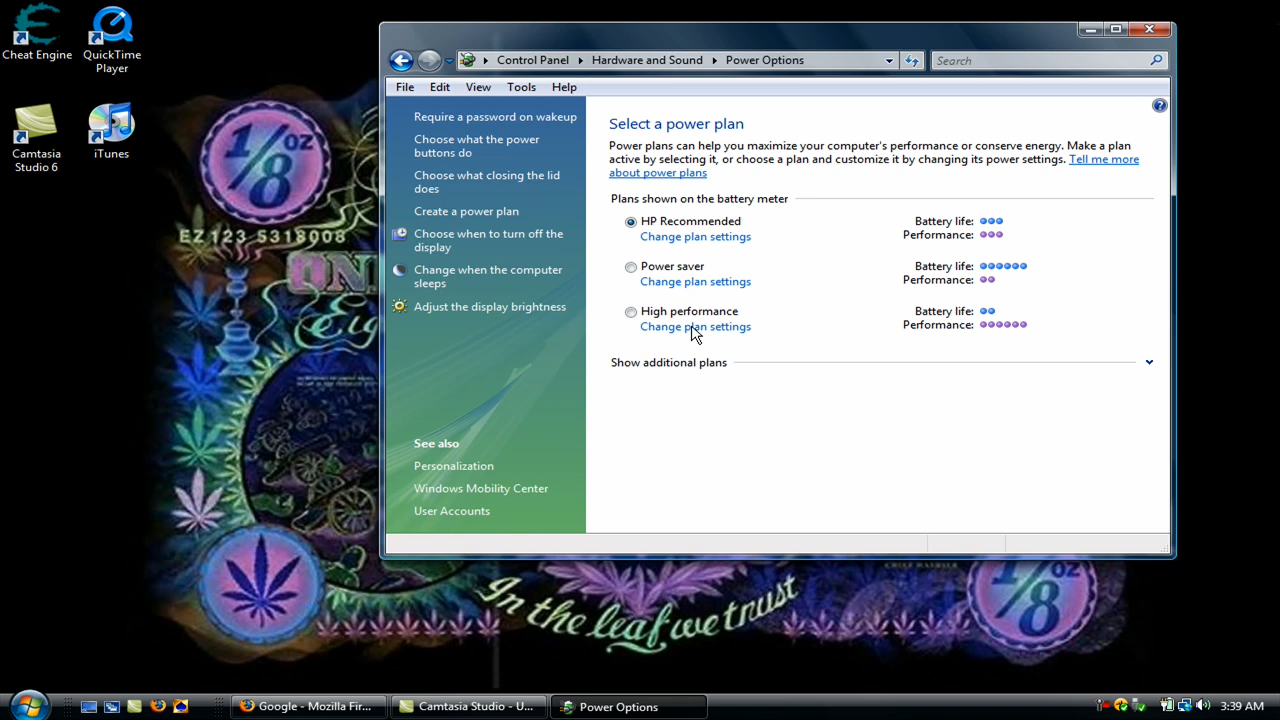 Cheat Engine
QuickTime
Player
Camtasia
Studio 6
iTunes
Control Panel
Hardware and Sound
Power Options
Search
File
Edit
View
Tools
Help
Require a password on wakeup
Choose what the power
buttons do
Choose what closing the lid
does
Create a power plan
Choose when to turn off the
display
Change when the computer
sleeps
Adjust the display brightness
See also
Personalization
Windows Mobility Center
User Accounts
Select a power plan
Power plans can help you maximize your computer's performance or conserve energy. Make a plan
active by selecting it, or choose a plan and customize it by changing its power settings. Tell me more
about power plans
Plans shown on the battery meter
HP Recommended
Change plan settings
Battery life:
Performance:
Power saver
Change plan settings
Battery life:
Performance:
High performance
Change plan settings
Battery life:
Performance:
Show additional plans
1/8 OZ
EZ 123 5318008
In the leaf we trust
1/8 OZ
Google - Mozilla Fir...
Camtasia Studio - U...
Power Options
3:39 AM